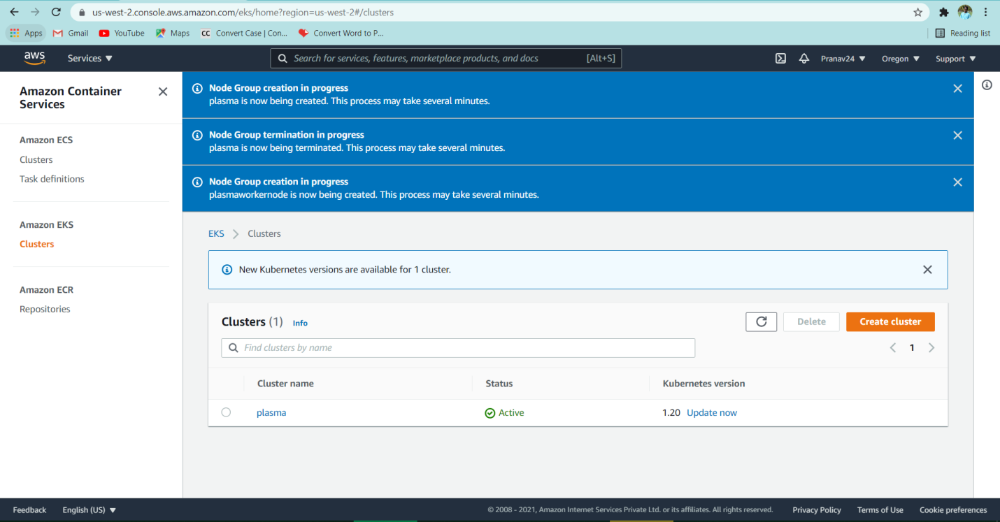 us-west-2.console.aws.amazon.com/eks/home?region=us-west-2#/clusters
Apps Gmail YouTube Maps CC Convert Case | Con... Convert Word to P... Reading list
aws Services Search for services, features, marketplace products, and docs [Alt+S] Pranav24 Oregon Support
Amazon Container
Services
Amazon ECS
Clusters
Task definitions
Amazon EKS
Clusters
Amazon ECR
Repositories
Node Group creation in progress
plasma is now being created. This process may take several minutes.
Node Group termination in progress
plasma is now being terminated. This process may take several minutes.
Node Group creation in progress
plasmaworkernode is now being created. This process may take several minutes.
EKS Clusters
New Kubernetes versions are available for 1 cluster.
Clusters (1) Info Delete Create cluster
Find clusters by name 1
Cluster name Status Kubernetes version
plasma Active 1.20 Update now
Feedback English (US) © 2008 - 2021, Amazon Internet Services Private Ltd. or its affiliates. All rights reserved. Privacy Policy Terms of Use Cookie preferences